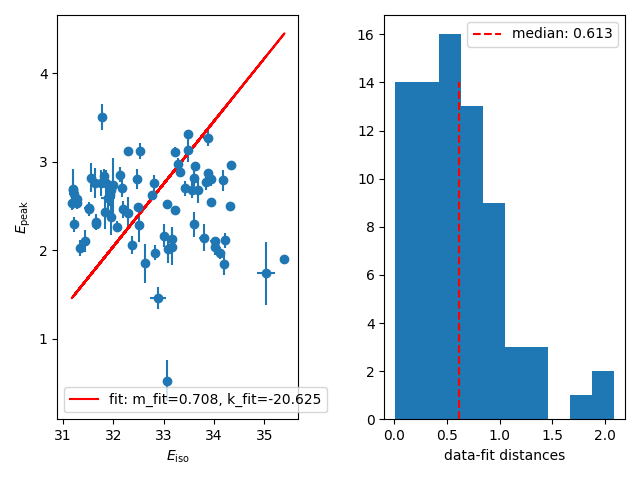 4
3
2
1
E_peak
31 32 33 34 35
E_iso
fit: m_fit=0.708, k_fit=-20.625
16
14
12
10
8
6
4
2
0
0.0 0.5 1.0 1.5 2.0
data-fit distances
median: 0.613